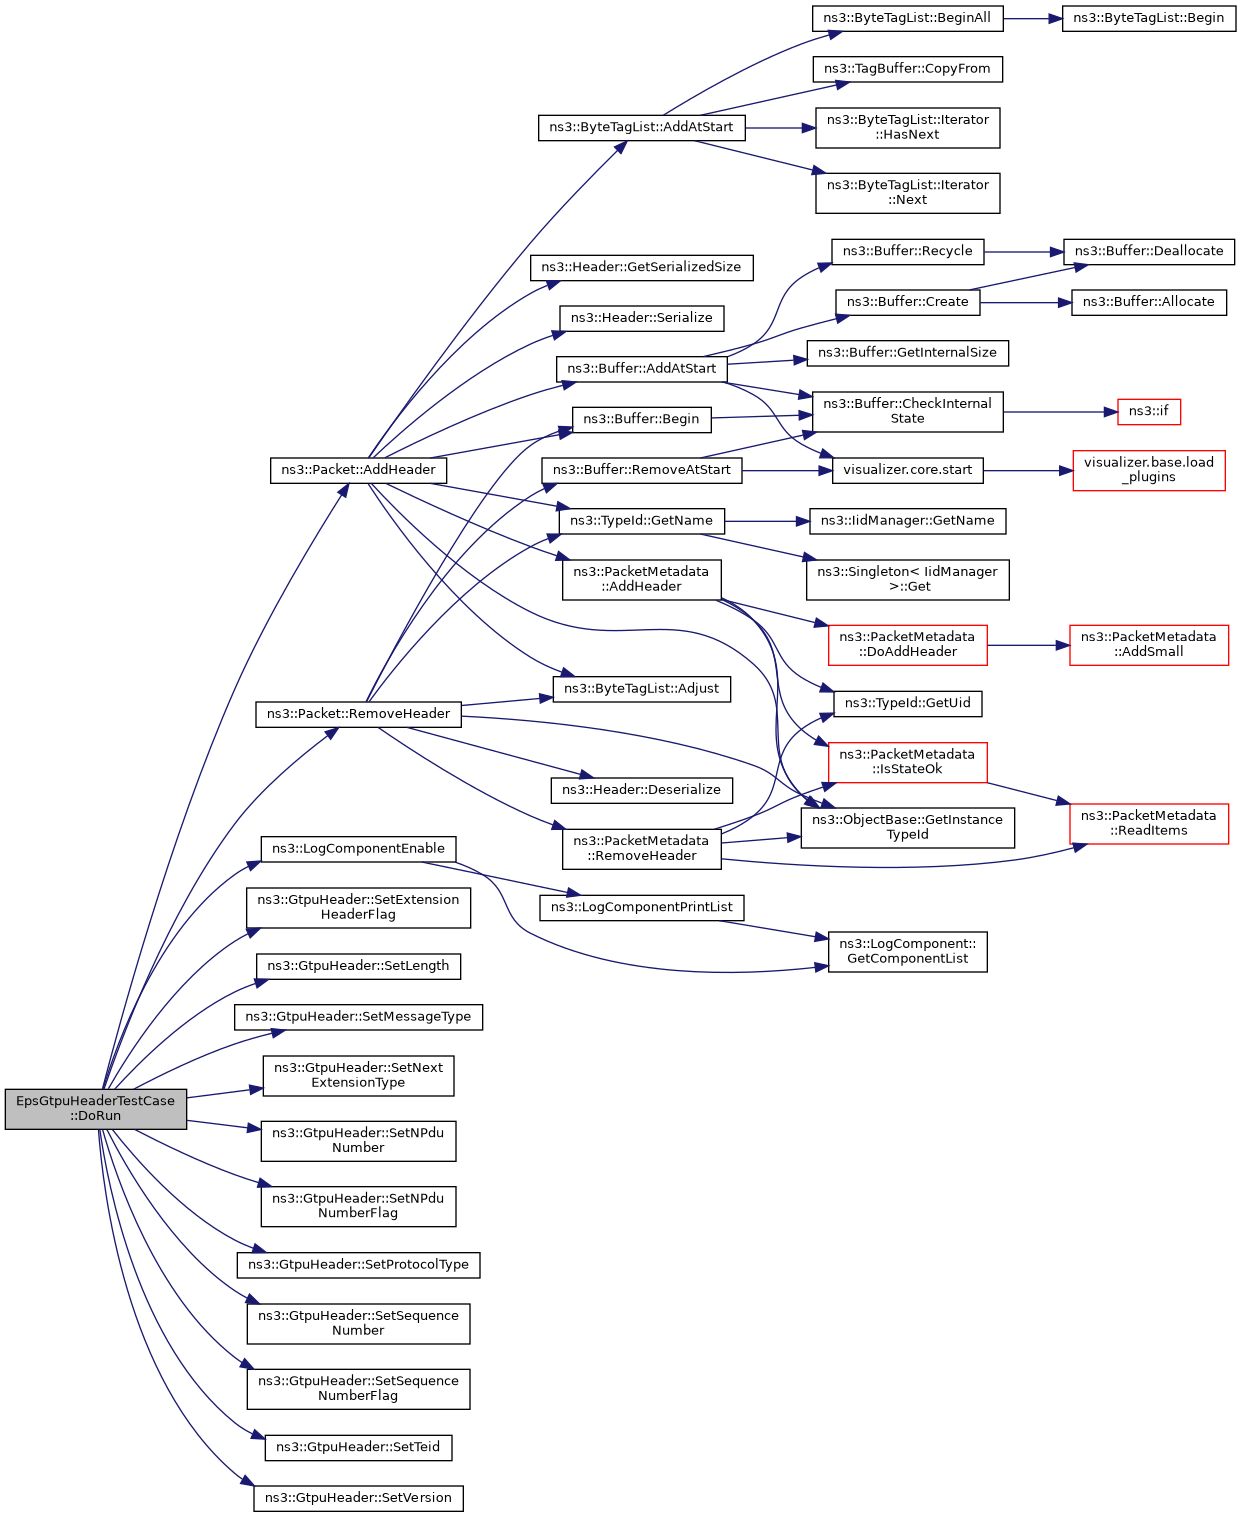 ns3::ByteTagList::BeginAll
ns3::ByteTagList::Begin
ns3::TagBuffer::CopyFrom
ns3::ByteTagList::AddAtStart
ns3::ByteTagList::Iterator
::HasNext
ns3::ByteTagList::Iterator
::Next
ns3::Buffer::Recycle
ns3::Buffer::Deallocate
ns3::Header::GetSerializedSize
ns3::Buffer::Create
ns3::Buffer::Allocate
ns3::Header::Serialize
ns3::Buffer::GetInternalSize
ns3::Buffer::AddAtStart
ns3::Buffer::CheckInternal
State
ns3::if
ns3::Buffer::Begin
ns3::Packet::AddHeader
ns3::Buffer::RemoveAtStart
visualizer.core.start
visualizer.base.load
_plugins
ns3::TypeId::GetName
ns3::IidManager::GetName
ns3::PacketMetadata
::AddHeader
ns3::Singleton< IidManager
>::Get
ns3::PacketMetadata
::DoAddHeader
ns3::PacketMetadata
::AddSmall
ns3::ByteTagList::Adjust
ns3::TypeId::GetUid
ns3::Packet::RemoveHeader
ns3::PacketMetadata
::IsStateOk
ns3::Header::Deserialize
ns3::ObjectBase::GetInstance
TypeId
ns3::PacketMetadata
::ReadItems
ns3::PacketMetadata
::RemoveHeader
ns3::LogComponentEnable
ns3::LogComponentPrintList
ns3::GtpuHeader::SetExtension
HeaderFlag
ns3::LogComponent::
GetComponentList
ns3::GtpuHeader::SetLength
ns3::GtpuHeader::SetMessageType
ns3::GtpuHeader::SetNext
ExtensionType
EpsGtpuHeaderTestCase
::DoRun
ns3::GtpuHeader::SetNPdu
Number
ns3::GtpuHeader::SetNPdu
NumberFlag
ns3::GtpuHeader::SetProtocolType
ns3::GtpuHeader::SetSequence
Number
ns3::GtpuHeader::SetSequence
NumberFlag
ns3::GtpuHeader::SetTeid
ns3::GtpuHeader::SetVersion